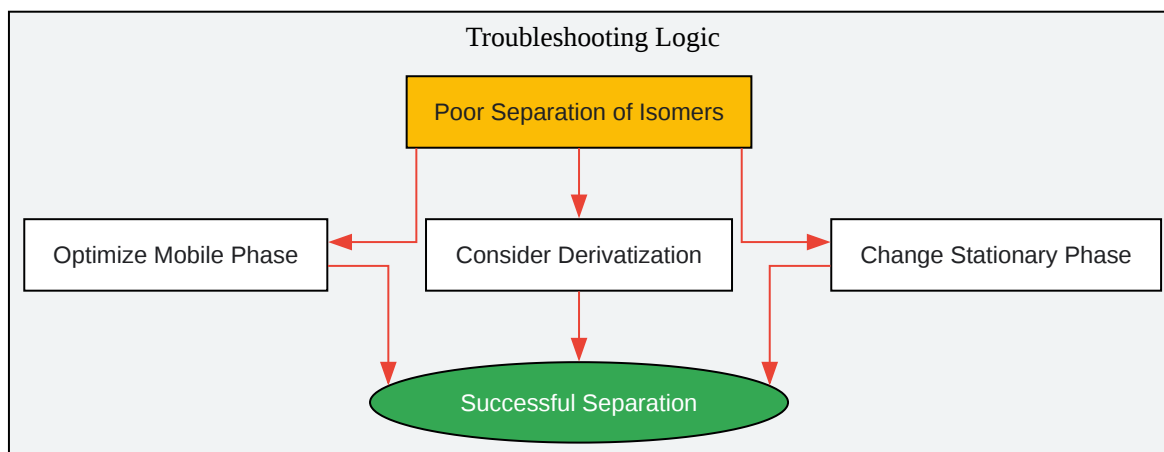 Troubleshooting Logic
Poor Separation of Isomers
Optimize Mobile Phase
Consider Derivatization
Change Stationary Phase
Successful Separation